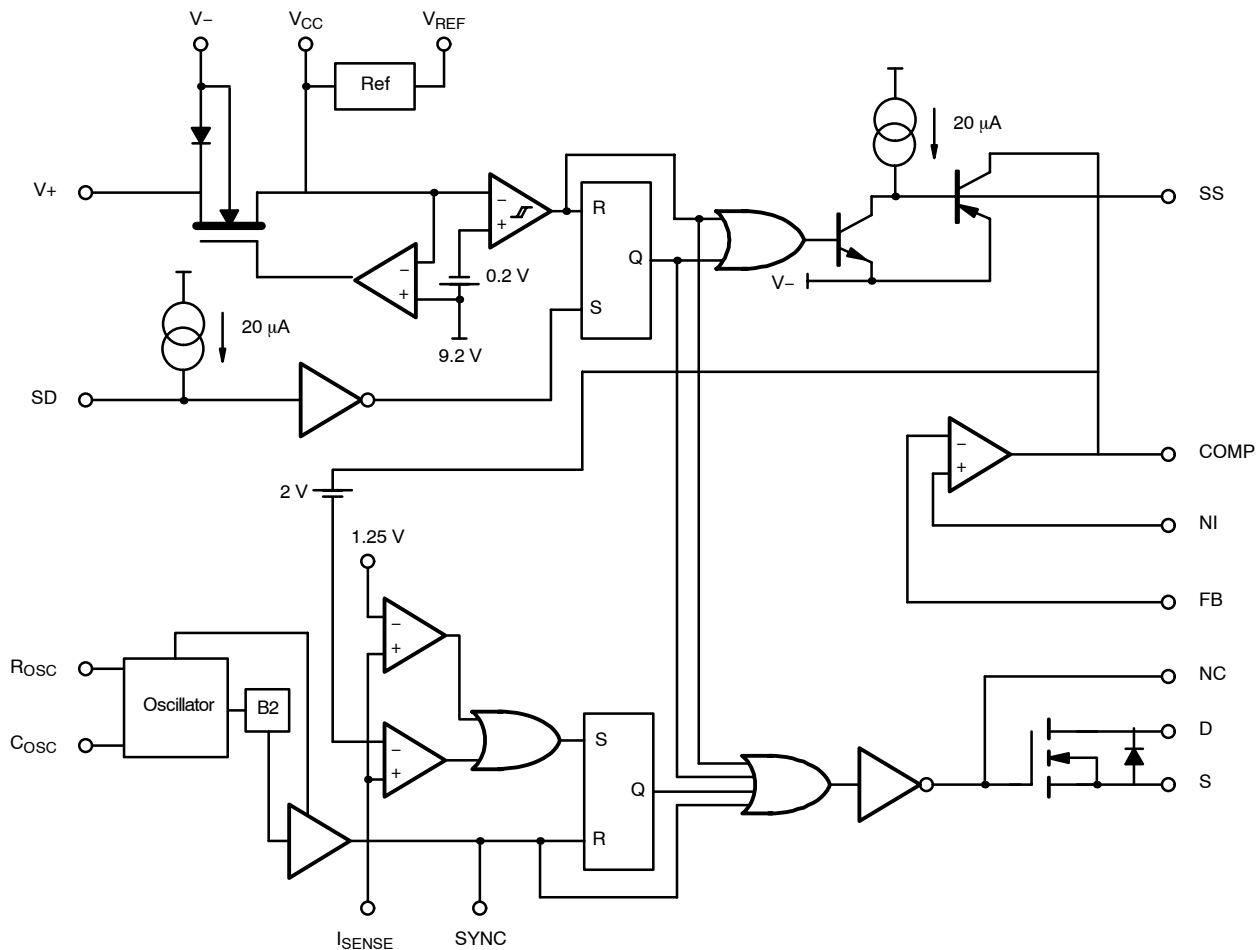 V− VCC VREF
Ref
20 μA
V+
−
+
R
Q
S
SS
−
+
0.2 V
V−
20 μA
9.2 V
SD
−
+
COMP
2 V
NI
1.25 V
FB
−
+
ROSC
NC
Oscillator
B2
D
COSC
−
+
S
Q
R
S
ISENSE SYNC